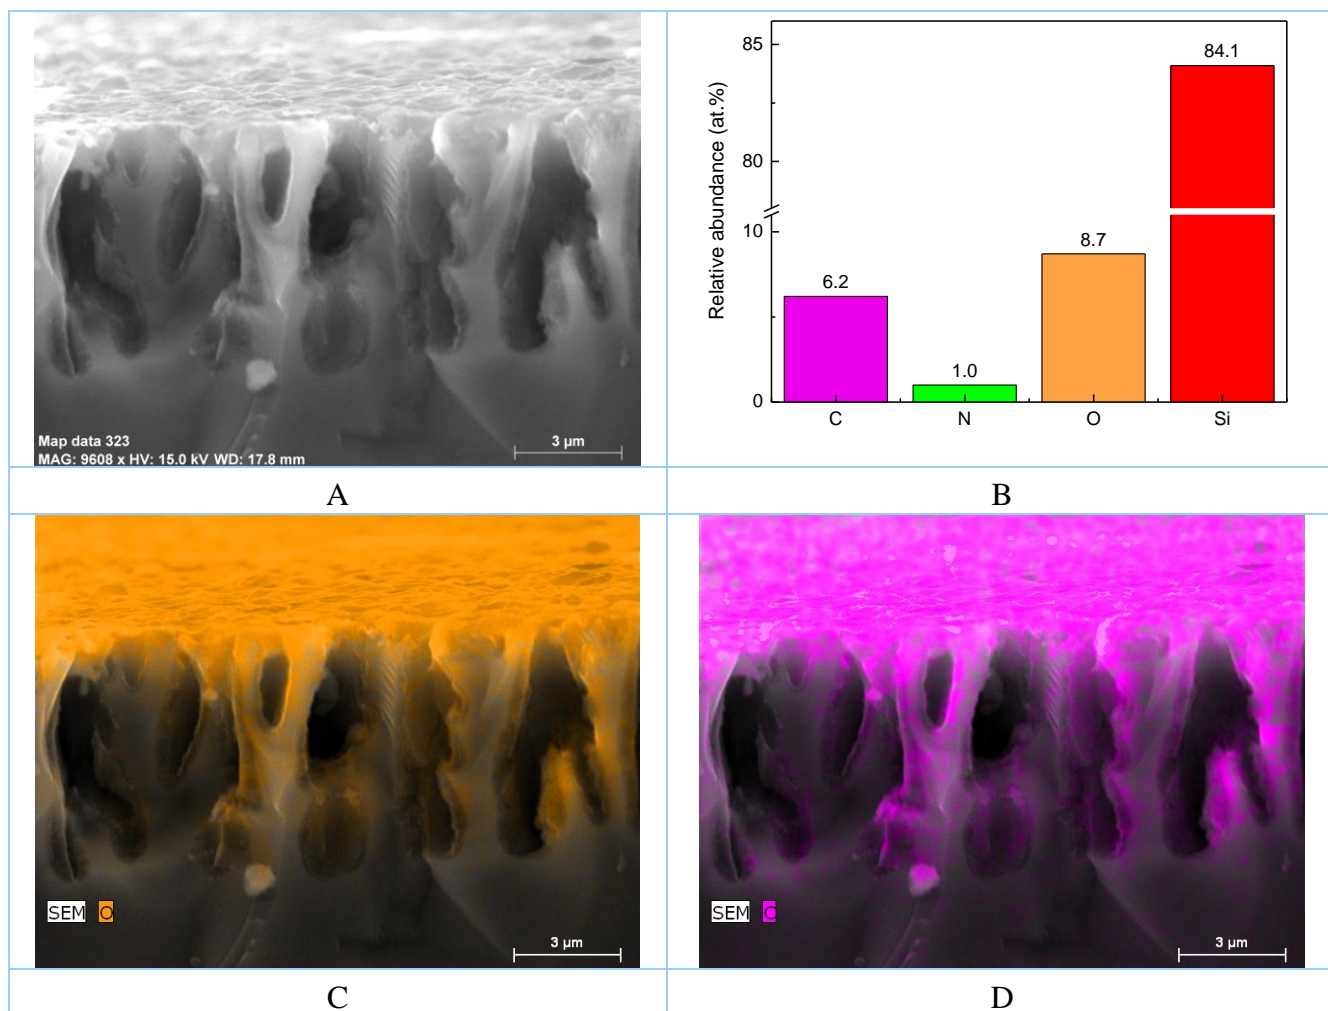 Map data 323
MAG: 9608 x HV: 15.0 kV WD: 17.8 mm
3 µm
A
Relative abundance (at.%)
85
80
10
0
6.2
1.0
8.7
84.1
C
N
O
Si
B
SEM O
3 µm
C
SEM C
3 µm
D